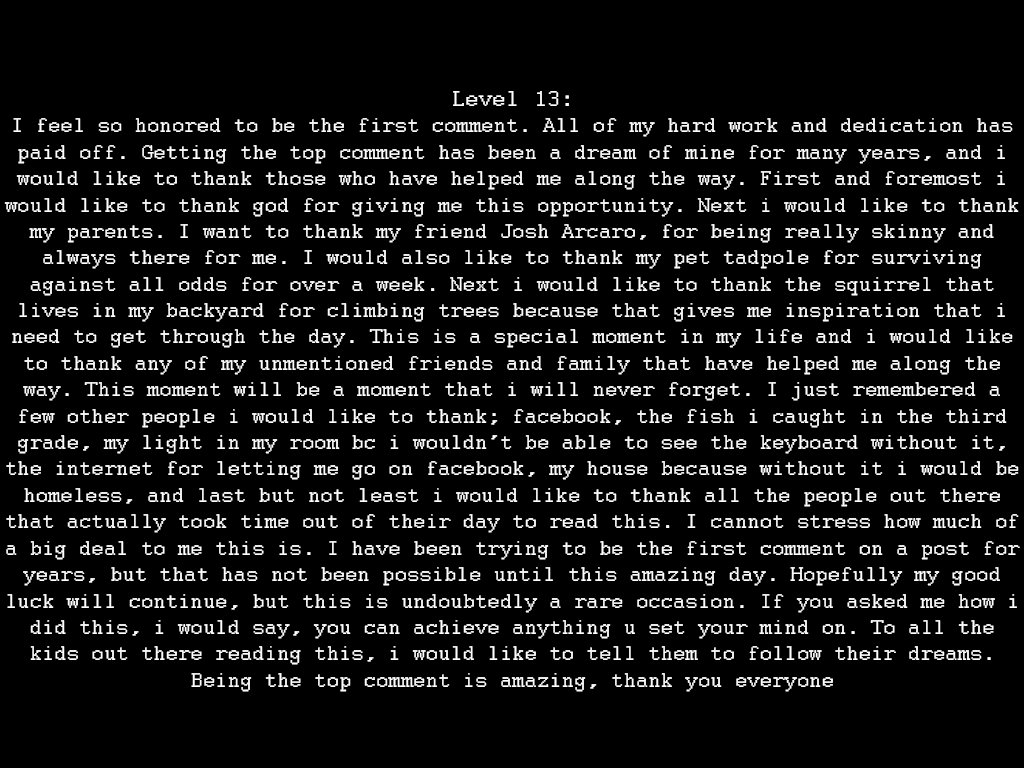 Level 13:
I feel so honored to be the first comment. All of my hard work and dedication has
paid off. Getting the top comment has been a dream of mine for many years, and i
would like to thank those who have helped me along the way. First and foremost i
would like to thank god for giving me this opportunity. Next i would like to thank
my parents. I want to thank my friend Josh Arcaro, for being really skinny and
always there for me. I would also like to thank my pet tadpole for surviving
against all odds for over a week. Next i would like to thank the squirrel that
lives in my backyard for climbing trees because that gives me inspiration that i
need to get through the day. This is a special moment in my life and i would like
to thank any of my unmentioned friends and family that have helped me along the
way. This moment will be a moment that i will never forget. I just remembered a
few other people i would like to thank; facebook, the fish i caught in the third
grade, my light in my room bc i wouldn't be able to see the keyboard without it,
the internet for letting me go on facebook, my house because without it i would be
homeless, and last but not least i would like to thank all the people out there
that actually took time out of their day to read this. I cannot stress how much of
a big deal to me this is. I have been trying to be the first comment on a post for
years, but that has not been possible until this amazing day. Hopefully my good
luck will continue, but this is undoubtedly a rare occasion. If you asked me how i
did this, i would say, you can achieve anything u set your mind on. To all the
kids out there reading this, i would like to tell them to follow their dreams.
Being the top comment is amazing, thank you everyone